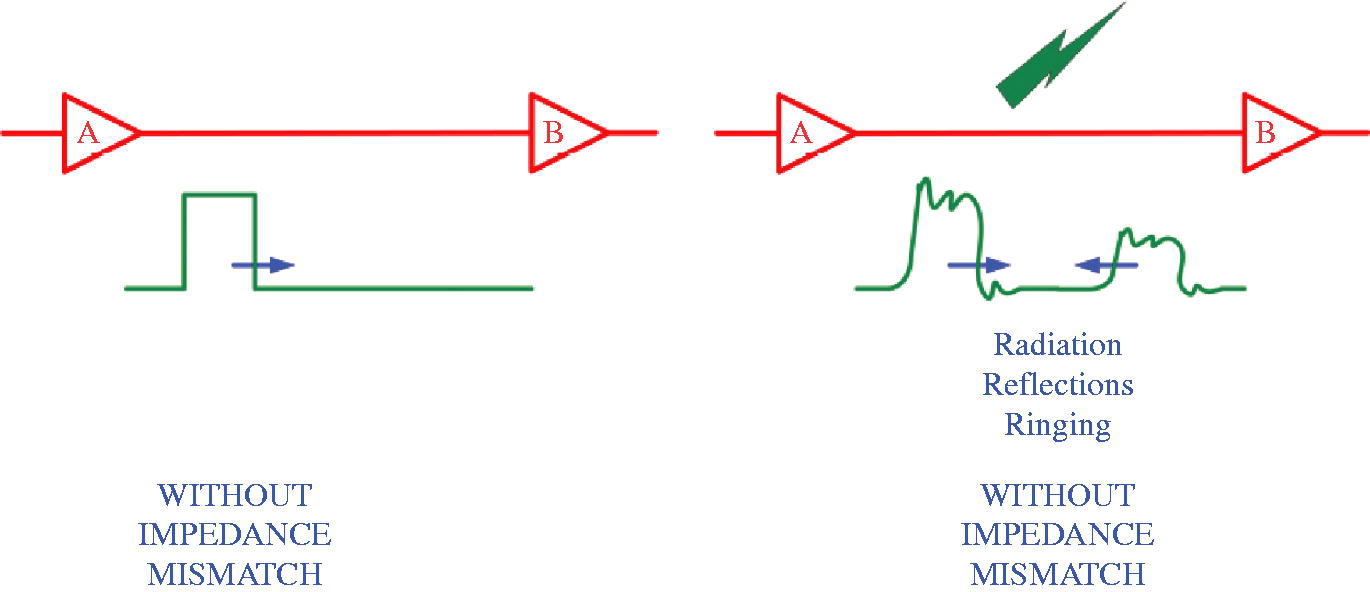 A
B
A
B
Radiation
Reflections
Ringing
WITHOUT
IMPEDANCE
MISMATCH
WITHOUT
IMPEDANCE
MISMATCH